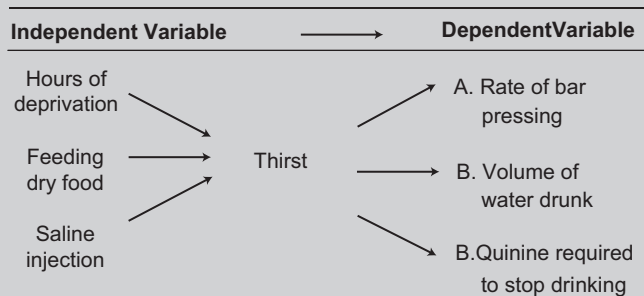 Independent Variable DependentVariable
Hours of
deprivation
Feeding
dry food
Saline
injection
Thirst
A. Rate of bar
pressing
B. Volume of
water drunk
B.Quinine required
to stop drinking